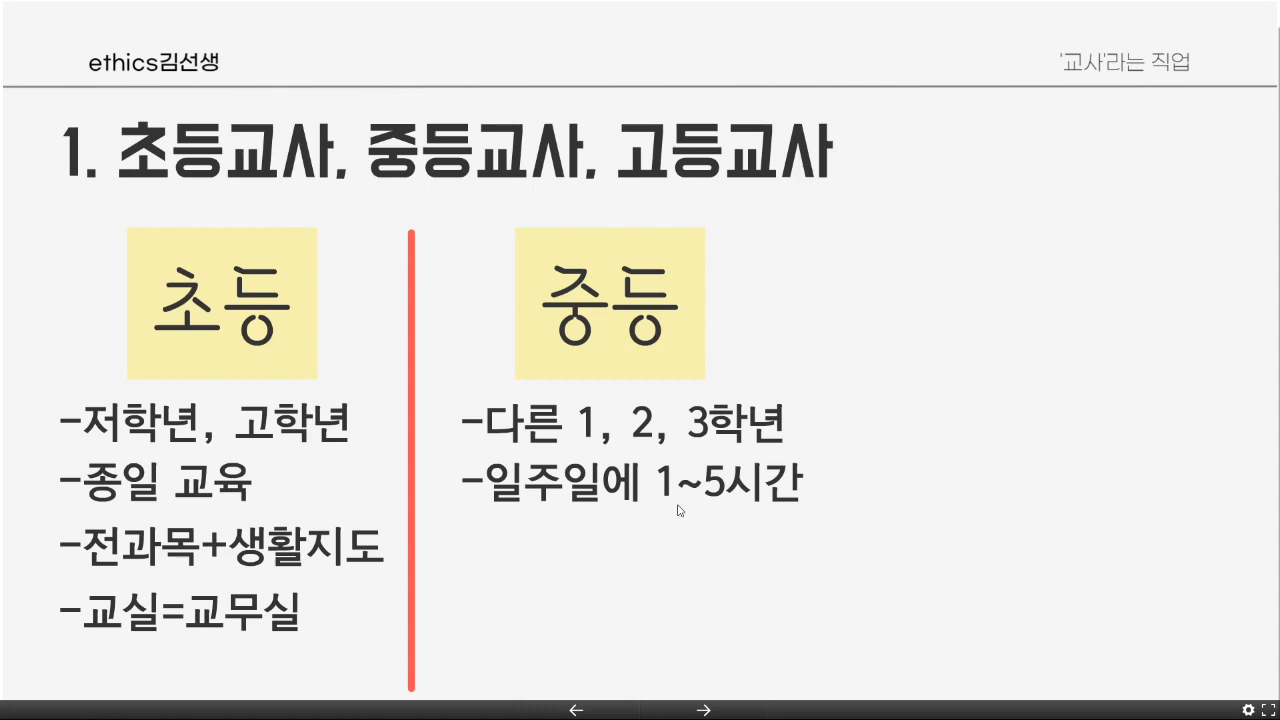 ethics김선생
'교사'라는 직업
1. 초등교사, 중등교사, 고등교사
초등
-저학년, 고학년
-종일 교육
-전과목+생활지도
-교실=교무실
중등
-다른 1, 2, 3학년
-일주일에 1~5시간